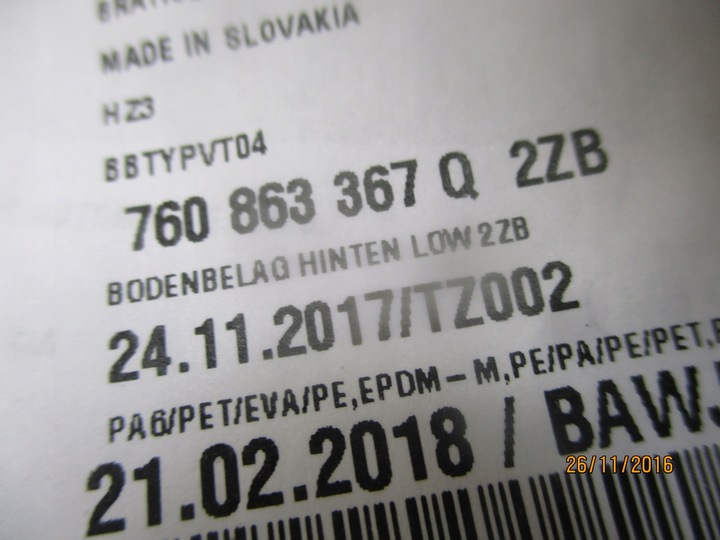 MADE IN SLOVAKIA
HZ3
BBTYPVT04
760 863 367 Q 2ZB
BODENBELAG HINTEN LOW 2ZB
24.11.2017/TZ002
PA6/PET/EVA/PE,EPDM-M,PE/PA/PE/PET,
21.02.2018 / BAWJ
26/11/2016